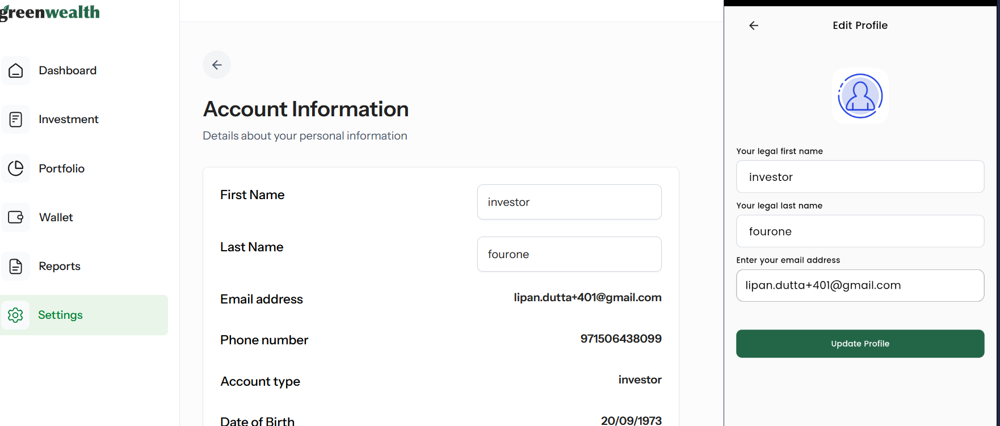 greenwealth
Dashboard
Investment
Portfolio
Wallet
Reports
Settings
Account Information
Details about your personal information
First Name
investor
Last Name
fourone
Email address
lipan.dutta+401@gmail.com
Phone number
971506438099
Account type
investor
Date of Birth
20/09/1973
Edit Profile
Your legal first name
investor
Your legal last name
fourone
Enter your email address
lipan.dutta+401@gmail.com
Update Profile